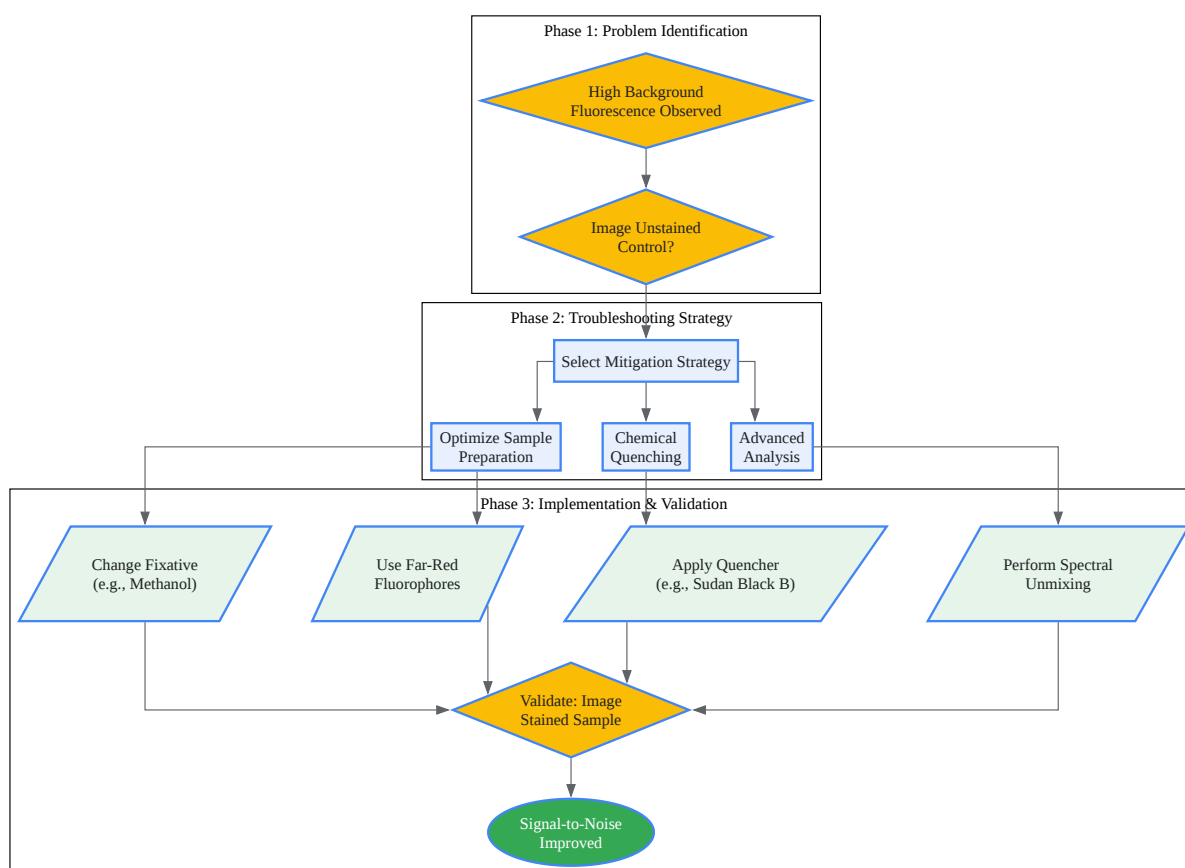 Phase 1: Problem Identification
High Background
Fluorescence Observed
Image Unstained
Control?
Phase 2: Troubleshooting Strategy
Select Mitigation Strategy
Optimize Sample
Preparation
Chemical
Quenching
Advanced
Analysis
Phase 3: Implementation & Validation
Change Fixative
(e.g., Methanol)
Use Far-Red
Fluorophores
Apply Quencher
(e.g., Sudan Black B)
Perform Spectral
Unmixing
Validate: Image
Stained Sample
Signal-to-Noise
Improved